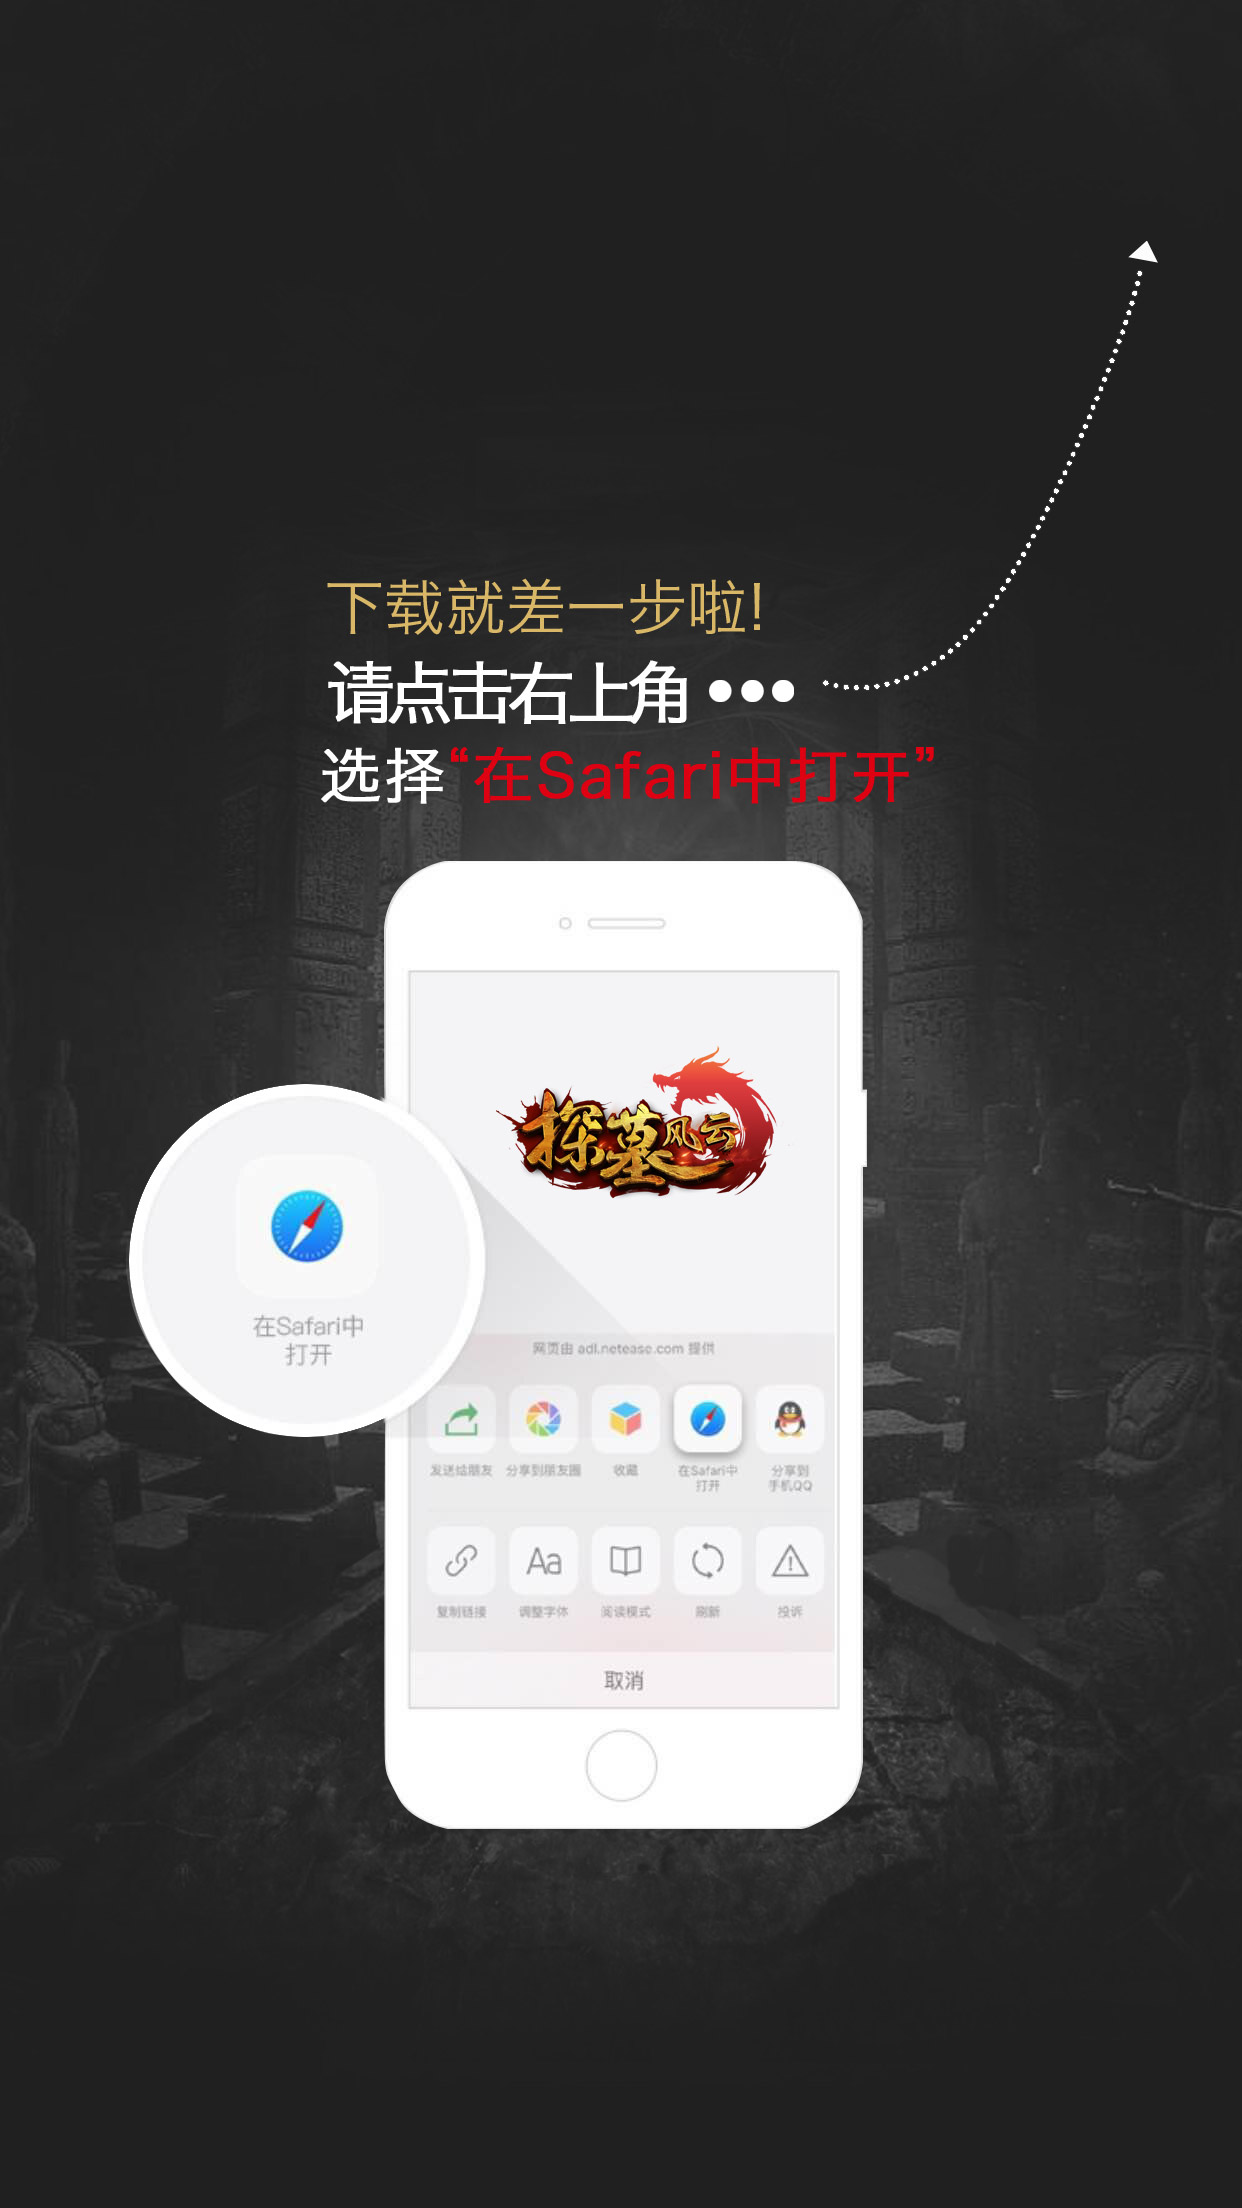 下载就差一步啦!
请点击右上角 •••
选择“在Safari中打开”
探墓风云
在Safari中
打开
网页由 adl.netease.com 提供
发送给朋友 分享到朋友圈 收藏 在Safari中 分享到
打开 手机QQ
复制链接 调整字体 阅读模式 刷新 投诉
取消